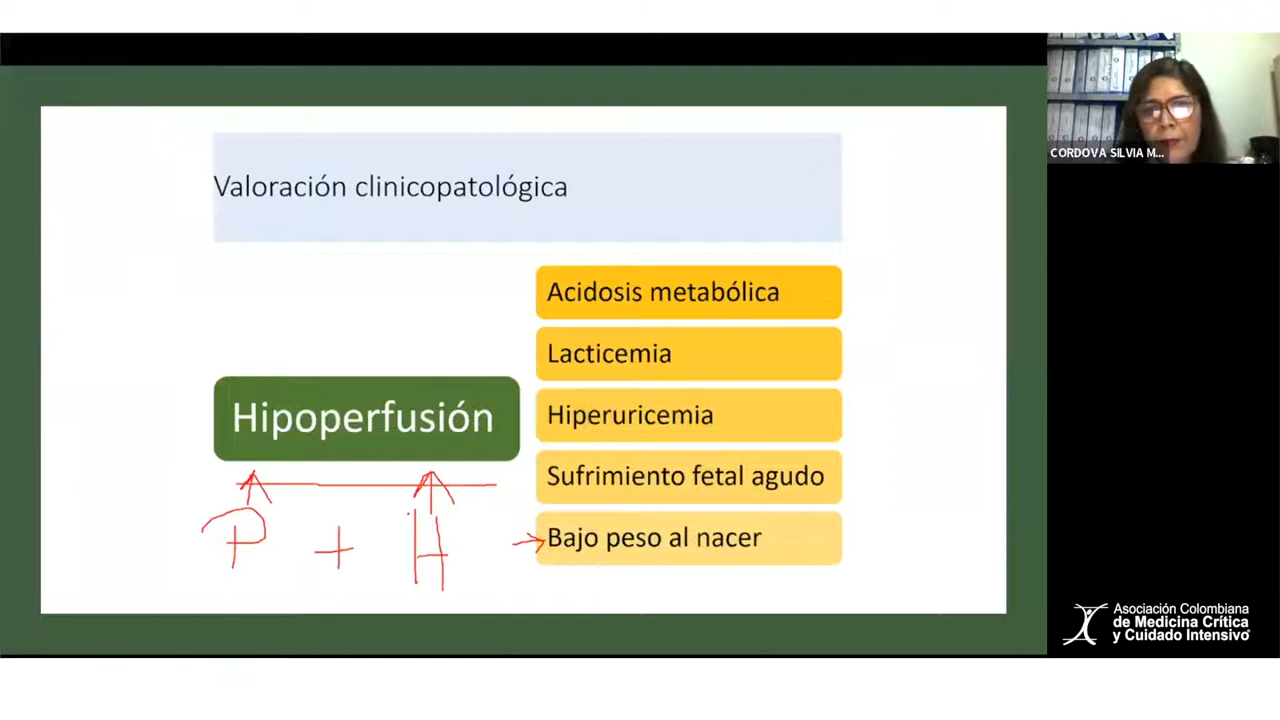 CORDOVA SILVIA M...
Valoración clinicopatológica
Acidosis metabólica
Lacticemia
Hiperuricemia
Sufrimiento fetal agudo
Bajo peso al nacer
Hipoperfusión
P + H
Asociación Colombiana
de Medicina Crítica
y Cuidado Intensivo